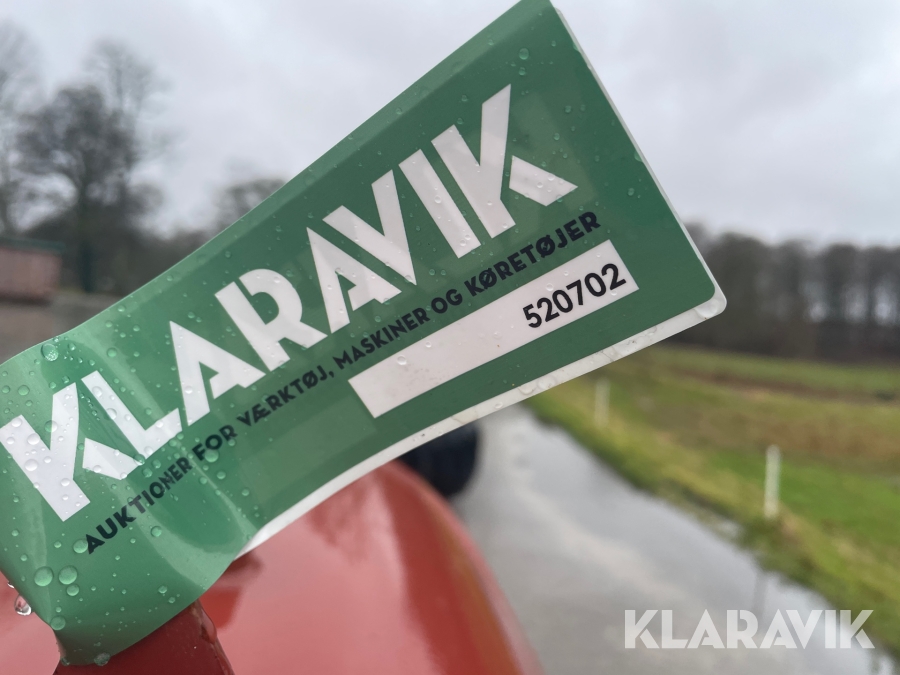 KLARAVIK
AUKTIONER FOR VÆRKTØJ, MASKINER OG KØRETØJER
520702
KLARAVIK